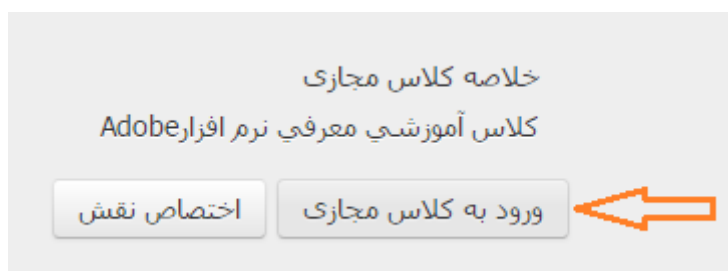 خلاصه کلاس مجازی
کلاس آموزشي معرفي نرم افزارAdobe
ورود به کلاس مجازی
اختصاص نقش